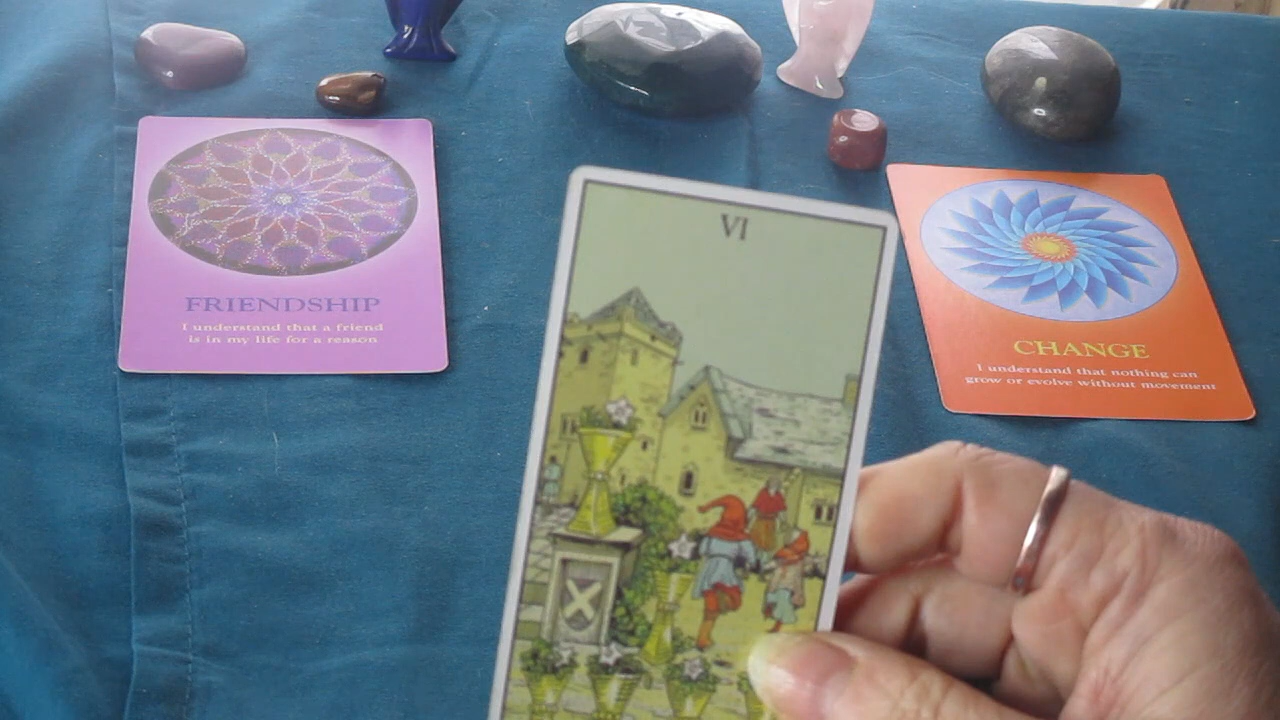 FRIENDSHIP
I understand that a friend
is in my life for a reason
VI
CHANGE
I understand that nothing can
grow or evolve without movement